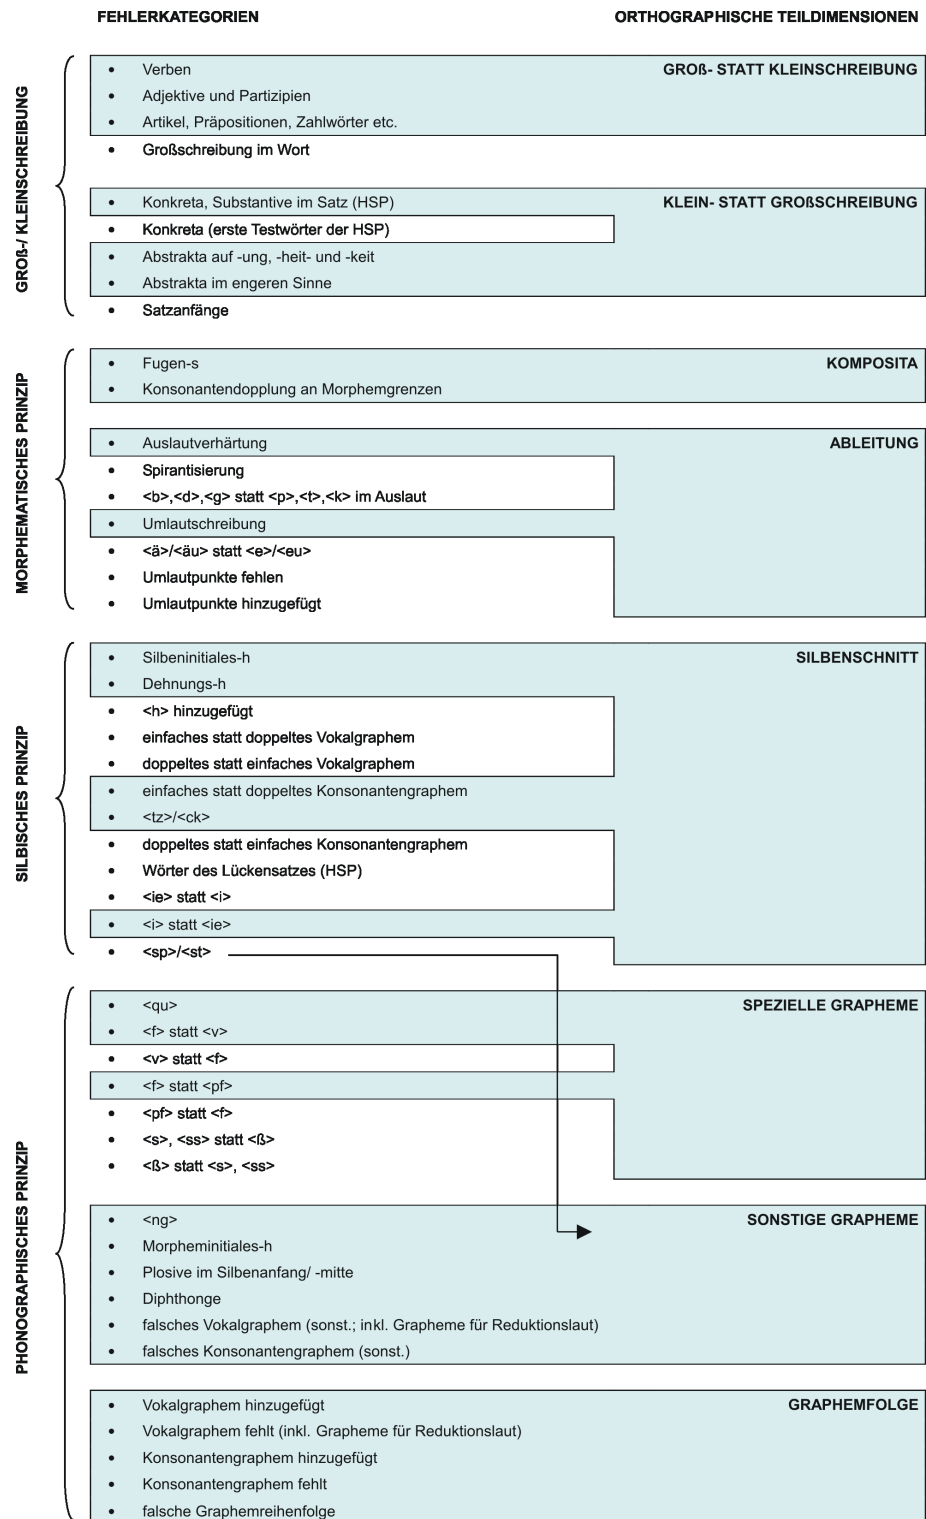 FEHLERKATEGORIEN ORTHOGRAPHISCHE TEILDIMENSIONEN
GROß-/ KLEINSCHREIBUNG
• Verben GROß- STATT KLEINSCHREIBUNG
• Adjektive und Partizipien
• Artikel, Präpositionen, Zahlwörter etc.
• Großschreibung im Wort
• Konkreta, Substantive im Satz (HSP) KLEIN- STATT GROßSCHREIBUNG
• Konkreta (erste Testwörter der HSP)
• Abstrakta auf -ung, -heit- und -keit
• Abstrakta im engeren Sinne
• Satzanfänge
MORPHEMATISCHES PRINZIP
• Fugen-s KOMPOSITA
• Konsonantendopplung an Morphemgrenzen
• Auslautverhärtung ABLEITUNG
• Spirantisierung
• <b>,<d>,<g> statt <p>,<t>,<k> im Auslaut
• Umlautschreibung
• <ä>/<äu> statt <e>/<eu>
• Umlautpunkte fehlen
• Umlautpunkte hinzugefügt
SILBISCHES PRINZIP
• Silbeninitiales-h SILBENSCHNITT
• Dehnungs-h
• <h> hinzugefügt
• einfaches statt doppeltes Vokalgraphem
• doppeltes statt einfaches Vokalgraphem
• einfaches statt doppeltes Konsonantengraphem
• <tz>/<ck>
• doppeltes statt einfaches Konsonantengraphem
• Wörter des Lückensatzes (HSP)
• <ie> statt <i>
• <i> statt <ie>
• <sp>/<st>
PHONOGRAPHISCHES PRINZIP
• <qu> SPEZIELLE GRAPHEME
• <f> statt <v>
• <v> statt <f>
• <f> statt <pf>
• <pf> statt <f>
• <s>, <ss> statt <ß>
• <ß> statt <s>, <ss>
• <ng> SONSTIGE GRAPHEME
• Morpheminitiales-h
• Plosive im Silbenanfang/ -mitte
• Diphthonge
• falsches Vokalgraphem (sonst.; inkl. Grapheme für Reduktionslaut)
• falsches Konsonantengraphem (sonst.)
• Vokalgraphem hinzugefügt GRAPHEMFOLGE
• Vokalgraphem fehlt (inkl. Grapheme für Reduktionslaut)
• Konsonantengraphem hinzugefügt
• Konsonantengraphem fehlt
• falsche Graphemreihenfolge